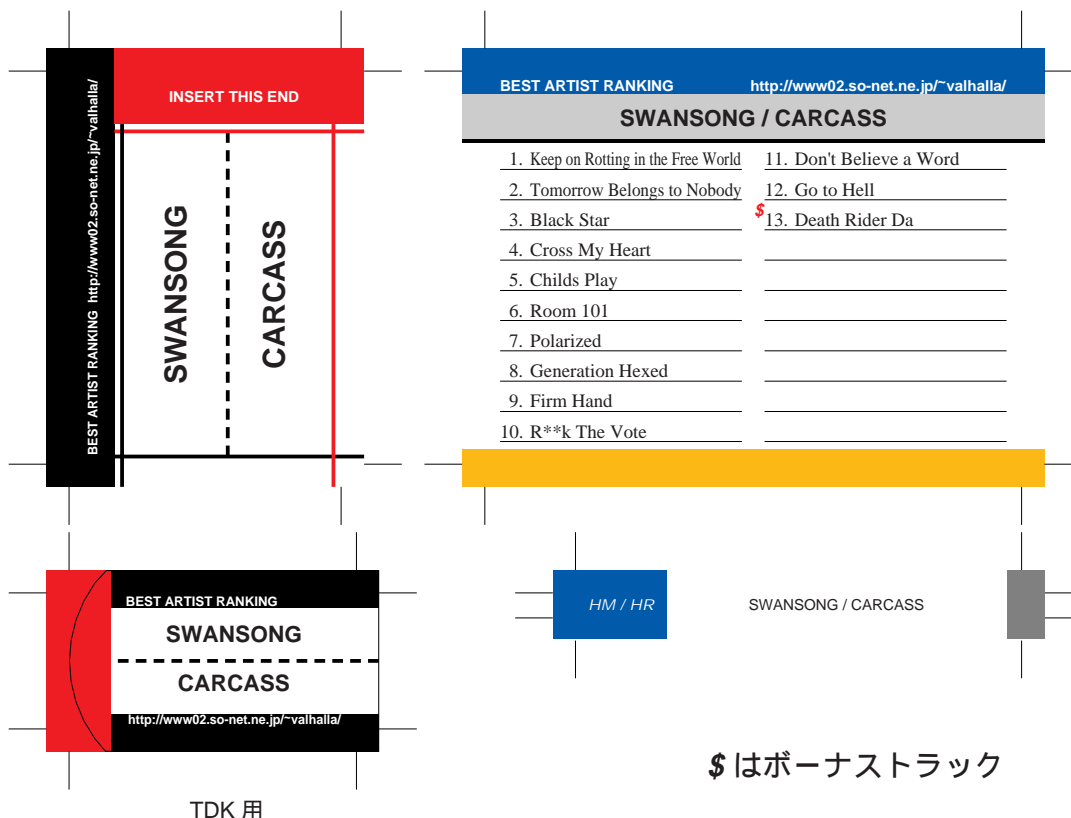 INSERT THIS END
BEST ARTIST RANKING http://www02.so-net.ne.jp/~valhalla/
SWANSONG
CARCASS
BEST ARTIST RANKING http://www02.so-net.ne.jp/~valhalla/
SWANSONG / CARCASS
1. Keep on Rotting in the Free World
2. Tomorrow Belongs to Nobody
3. Black Star
4. Cross My Heart
5. Childs Play
6. Room 101
7. Polarized
8. Generation Hexed
9. Firm Hand
10. R**k The Vote
11. Don't Believe a Word
12. Go to Hell
$13. Death Rider Da
BEST ARTIST RANKING
SWANSONG
CARCASS
http://www02.so-net.ne.jp/~valhalla/
TDK 用
HM / HR
SWANSONG / CARCASS
$ はボーナストラック